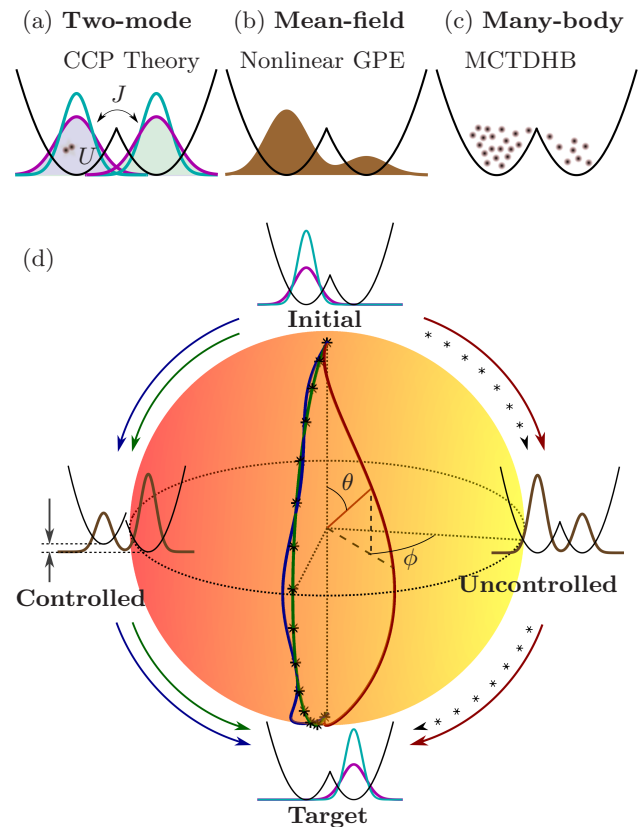 (a) Two-mode
CCP Theory
J
U
(b) Mean-field
Nonlinear GPE
(c) Many-body
MCTDHB
(d)
Initial
θ
ϕ
Controlled
Uncontrolled
Target